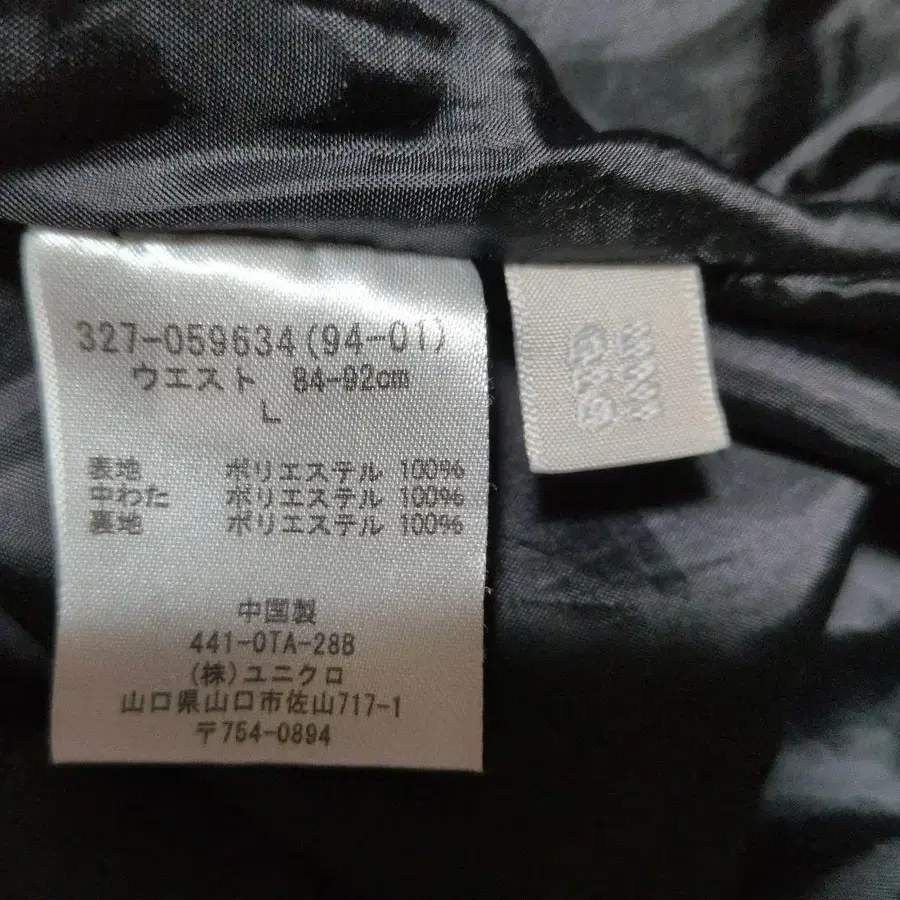 327-059634(94-01)
ウエスト 84-92cm
L
表地 ポリエステル 100%
中わた ポリエステル 100%
裏地 ポリエステル 100%
中国製
441-OTA-28B
(株)ユニクロ
山口県山口市佐山717-1
〒754-0894